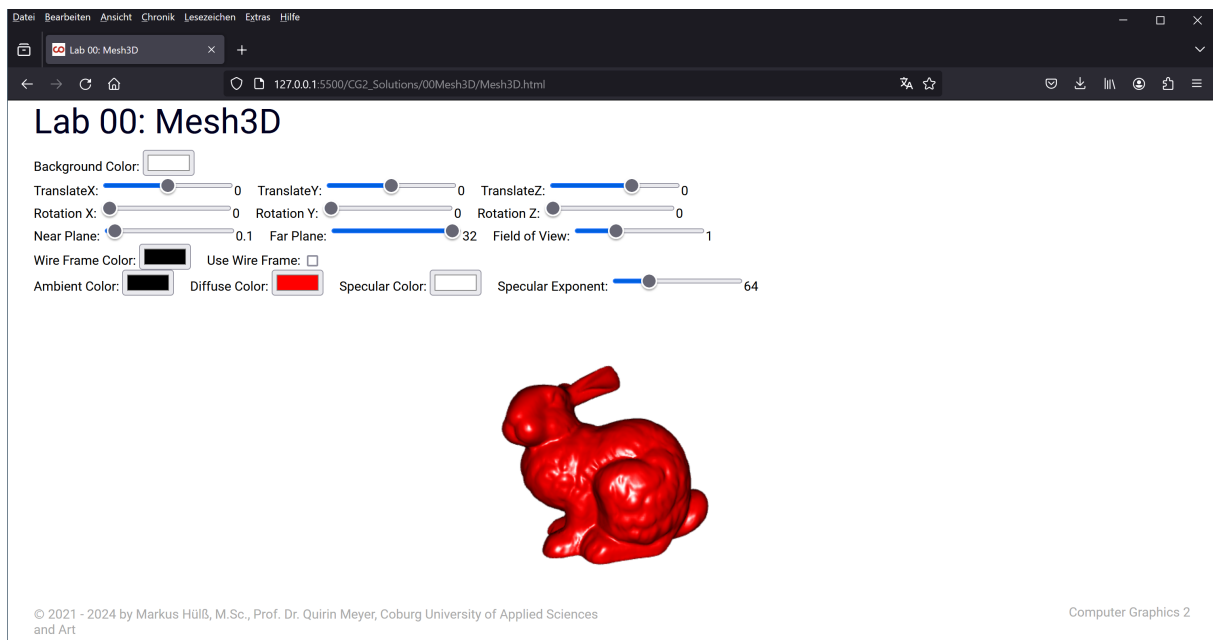 Datei Bearbeiten Ansicht Chronik Lesezeichen Extras Hilfe
Lab 00: Mesh3D
127.0.0.1:5500/CG2_Solutions/00Mesh3D/Mesh3D.html
Lab 00: Mesh3D
Background Color:
TranslateX: 0 TranslateY: 0 TranslateZ: 0
Rotation X: 0 Rotation Y: 0 Rotation Z: 0
Near Plane: 0.1 Far Plane: 32 Field of View: 1
Wire Frame Color: Use Wire Frame:
Ambient Color: Diffuse Color: Specular Color: Specular Exponent: 64
© 2021 - 2024 by Markus Hülß, M.Sc., Prof. Dr. Quirin Meyer, Coburg University of Applied Sciences
and Art
Computer Graphics 2